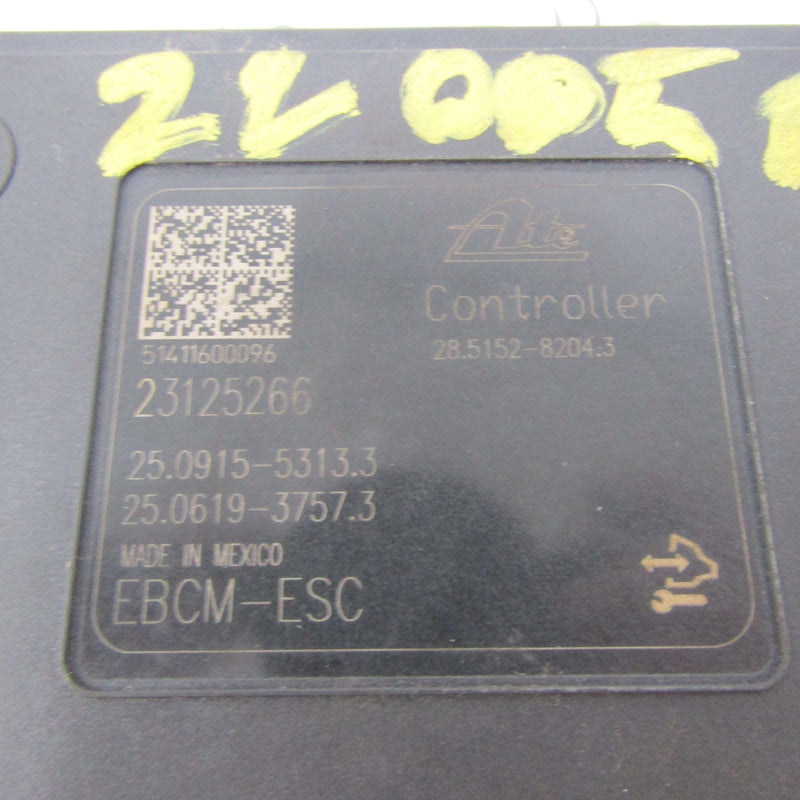 22005
Ate
Controller
51411600096
28.5152-8204.3
23125266
25.0915-5313.3
25.0619-3757.3
MADE IN MEXICO
EBCM-ESC